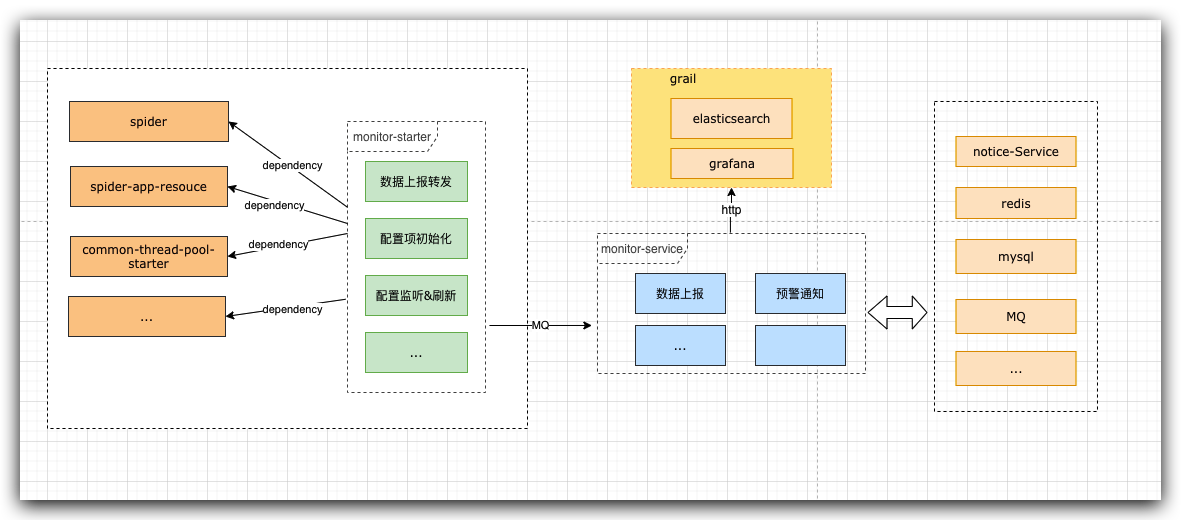 spider
spider-app-resouce
common-thread-pool-
starter
...
dependency
dependency
dependency
dependency
monitor-starter
数据上报转发
配置项初始化
配置监听&刷新
...
MQ
grail
elasticsearch
grafana
http
monitor-service
数据上报
预警通知
...
notice-Service
redis
mysql
MQ
...